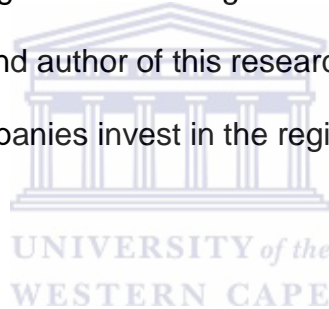 nd author of this researc
panies invest in the regi
UNIVERSITY of the
WESTERN CAPE